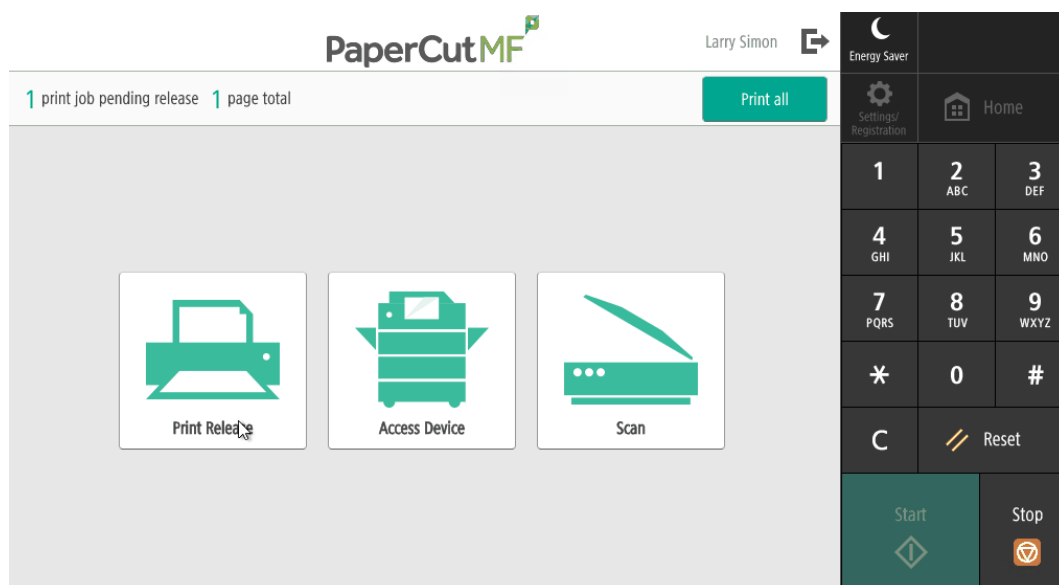 PaperCutMF
Larry Simon
1 print job pending release 1 page total
Print all
Print Release
Access Device
Scan
Energy Saver
Settings/
Registration
Home
1
2
ABC
3
DEF
4
GHI
5
JKL
6
MNO
7
PQRS
8
TUV
9
WXYZ
*
0
#
C
Reset
Start
Stop